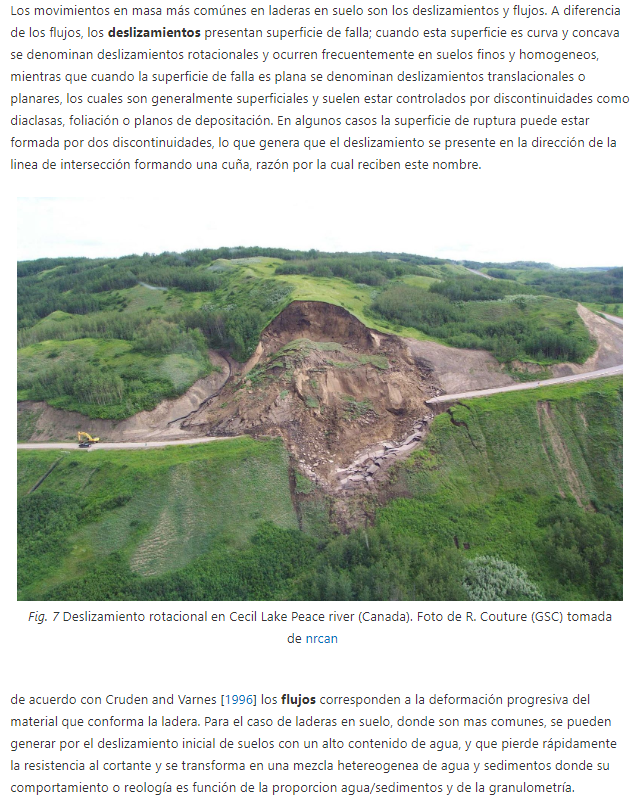 Los movimientos en masa más comúnes en laderas en suelo son los deslizamientos y flujos. A diferencia
de los flujos, los deslizamientos presentan superficie de falla; cuando esta superficie es curva y concava
se denominan deslizamientos rotacionales y ocurren frecuentemente en suelos finos y homogeneos,
mientras que cuando la superficie de falla es plana se denominan deslizamientos translacionales o
planares, los cuales son generalmente superficiales y suelen estar controlados por discontinuidades como
diaclasas, foliación o planos de depositación. En algunos casos la superficie de ruptura puede estar
formada por dos discontinuidades, lo que genera que el deslizamiento se presente en la dirección de la
linea de intersección formando una cuña, razón por la cual reciben este nombre.
Fig. 7 Deslizamiento rotacional en Cecil Lake Peace river (Canada). Foto de R. Couture (GSC) tomada
de nrcan
de acuerdo con Cruden and Varnes [1996] los flujos corresponden a la deformación progresiva del
material que conforma la ladera. Para el caso de laderas en suelo, donde son mas comunes, se pueden
generar por el deslizamiento inicial de suelos con un alto contenido de agua, y que pierde rápidamente
la resistencia al cortante y se transforma en una mezcla hetereogenea de agua y sedimentos donde su
comportamiento o reología es función de la proporcion agua/sedimentos y de la granulometría.